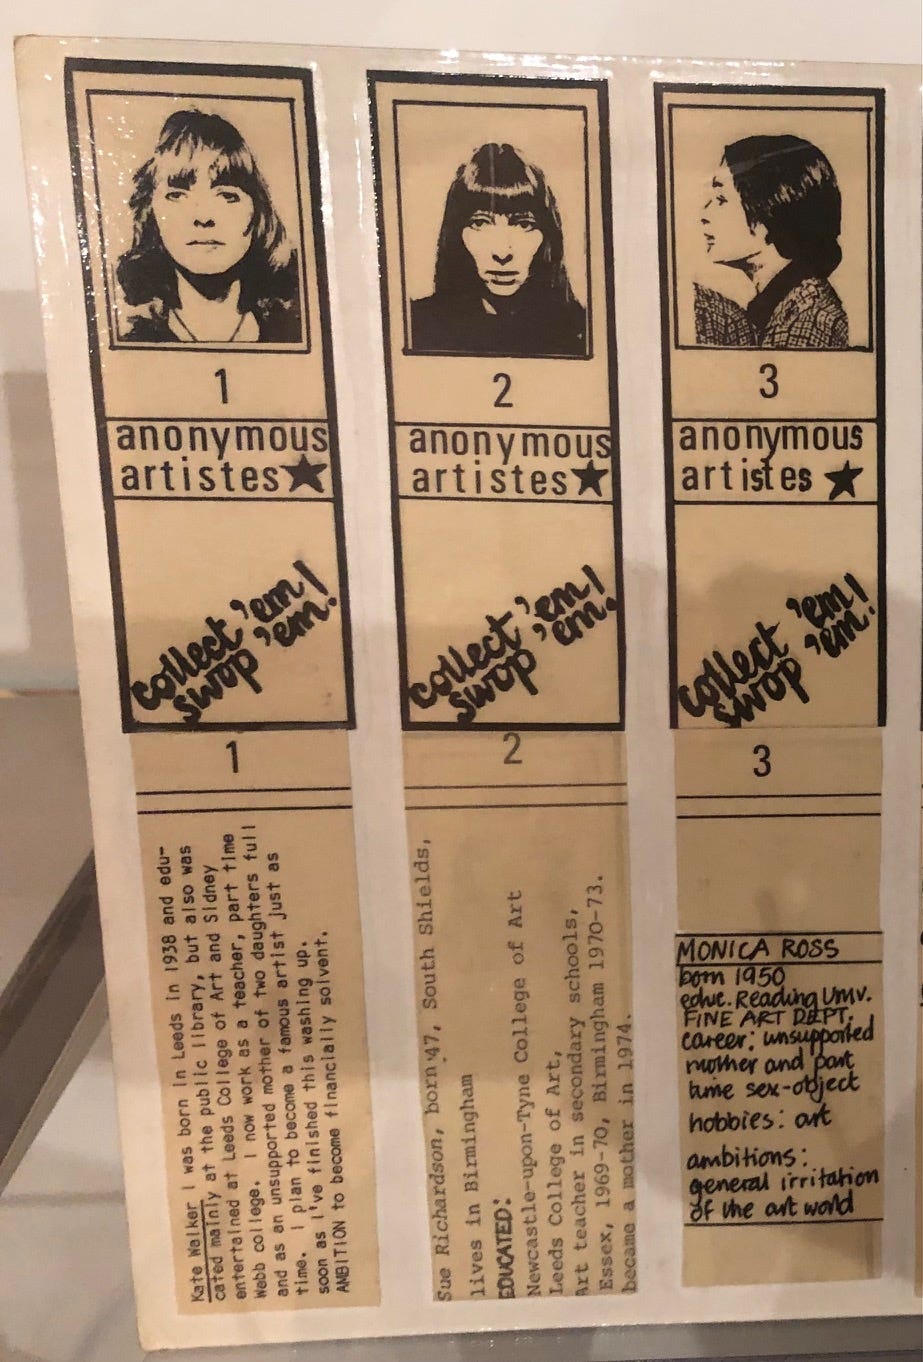 1
anonymous
artistes★
collect 'em!
swop 'em!
1
Kate Walker I was born in Leeds in 1938 and edu-
cated mainly at the public library, but also was
entertained at Leeds College of Art and Sidney
Webb college. I now work as a teacher, part time
and as an unsupported mother of two daughters full
time. I plan to become a famous artist just as
soon as I've finished this washing up.
AMBITION to become financially solvent.
2
anonymous
artistes★
collect 'em!
swop 'em!
2
Sue Richardson, born '47, South Shields,
lives in Birmingham
EDUCATED:
Newcastle-upon-Tyne College of Art
Leeds College of Art,
Art teacher in secondary schools,
Essex, 1969-70, Birmingham 1970-73.
became a mother in 1974.
3
anonymous
artistes ★
collect 'em!
swop 'em!
3
MONICA ROSS
born 1950
educ. Reading Univ.
FINE ART DEPT.
career: unsupported
mother and part
time sex-object
hobbies: art
ambitions:
general irritation
of the art world